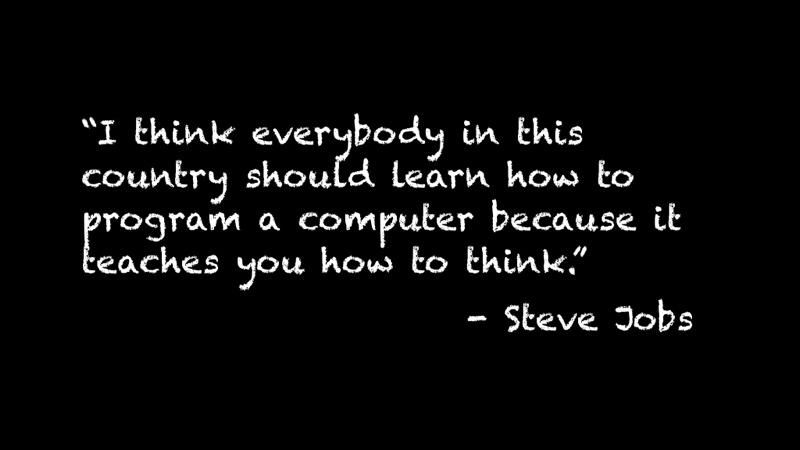 “I think everybody in this
country should learn how to
program a computer because it
teaches you how to think.”
- Steve Jobs